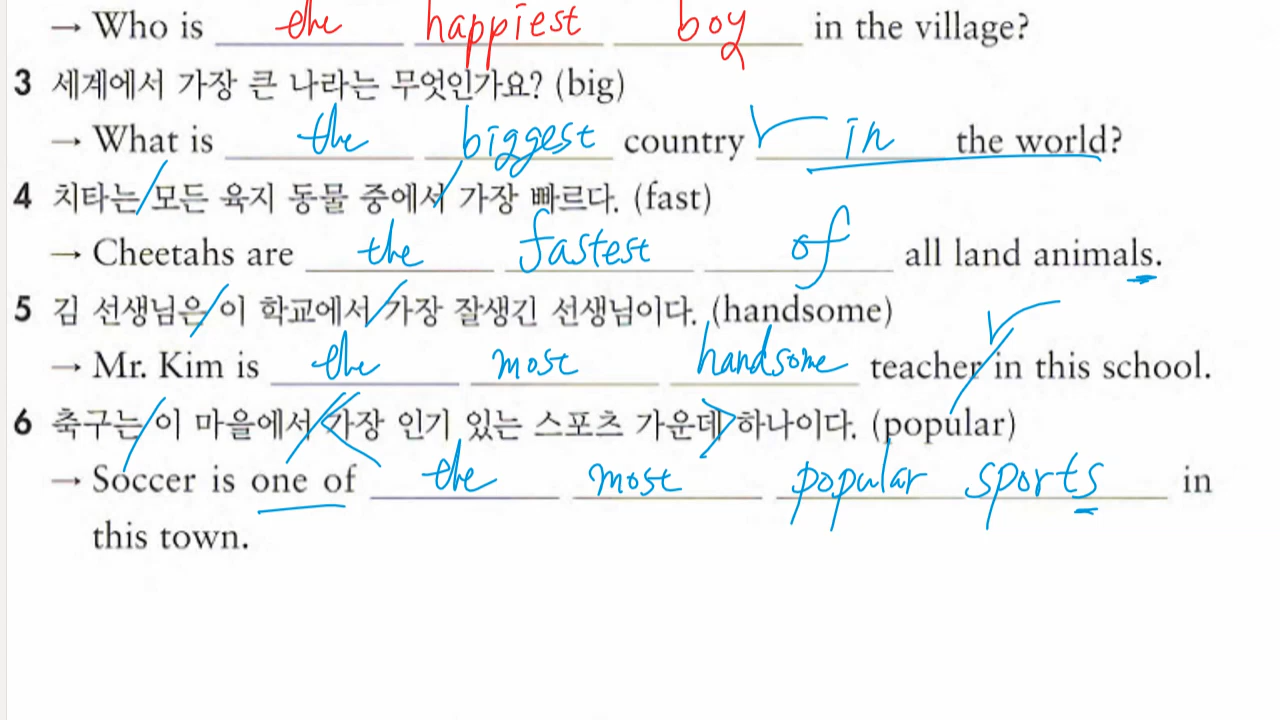 → Who is the happiest boy in the village?
3 세계에서 가장 큰 나라는 무엇인가요? (big)
→ What is the biggest country in the world?
4 치타는 모든 육지 동물 중에서 가장 빠르다. (fast)
→ Cheetahs are the fastest of all land animals.
5 김 선생님은 이 학교에서 가장 잘생긴 선생님이다. (handsome)
→ Mr. Kim is the most handsome teacher in this school.
6 축구는 이 마을에서 가장 인기 있는 스포츠 가운데 하나이다. (popular)
→ Soccer is one of the most popular sports in
this town.